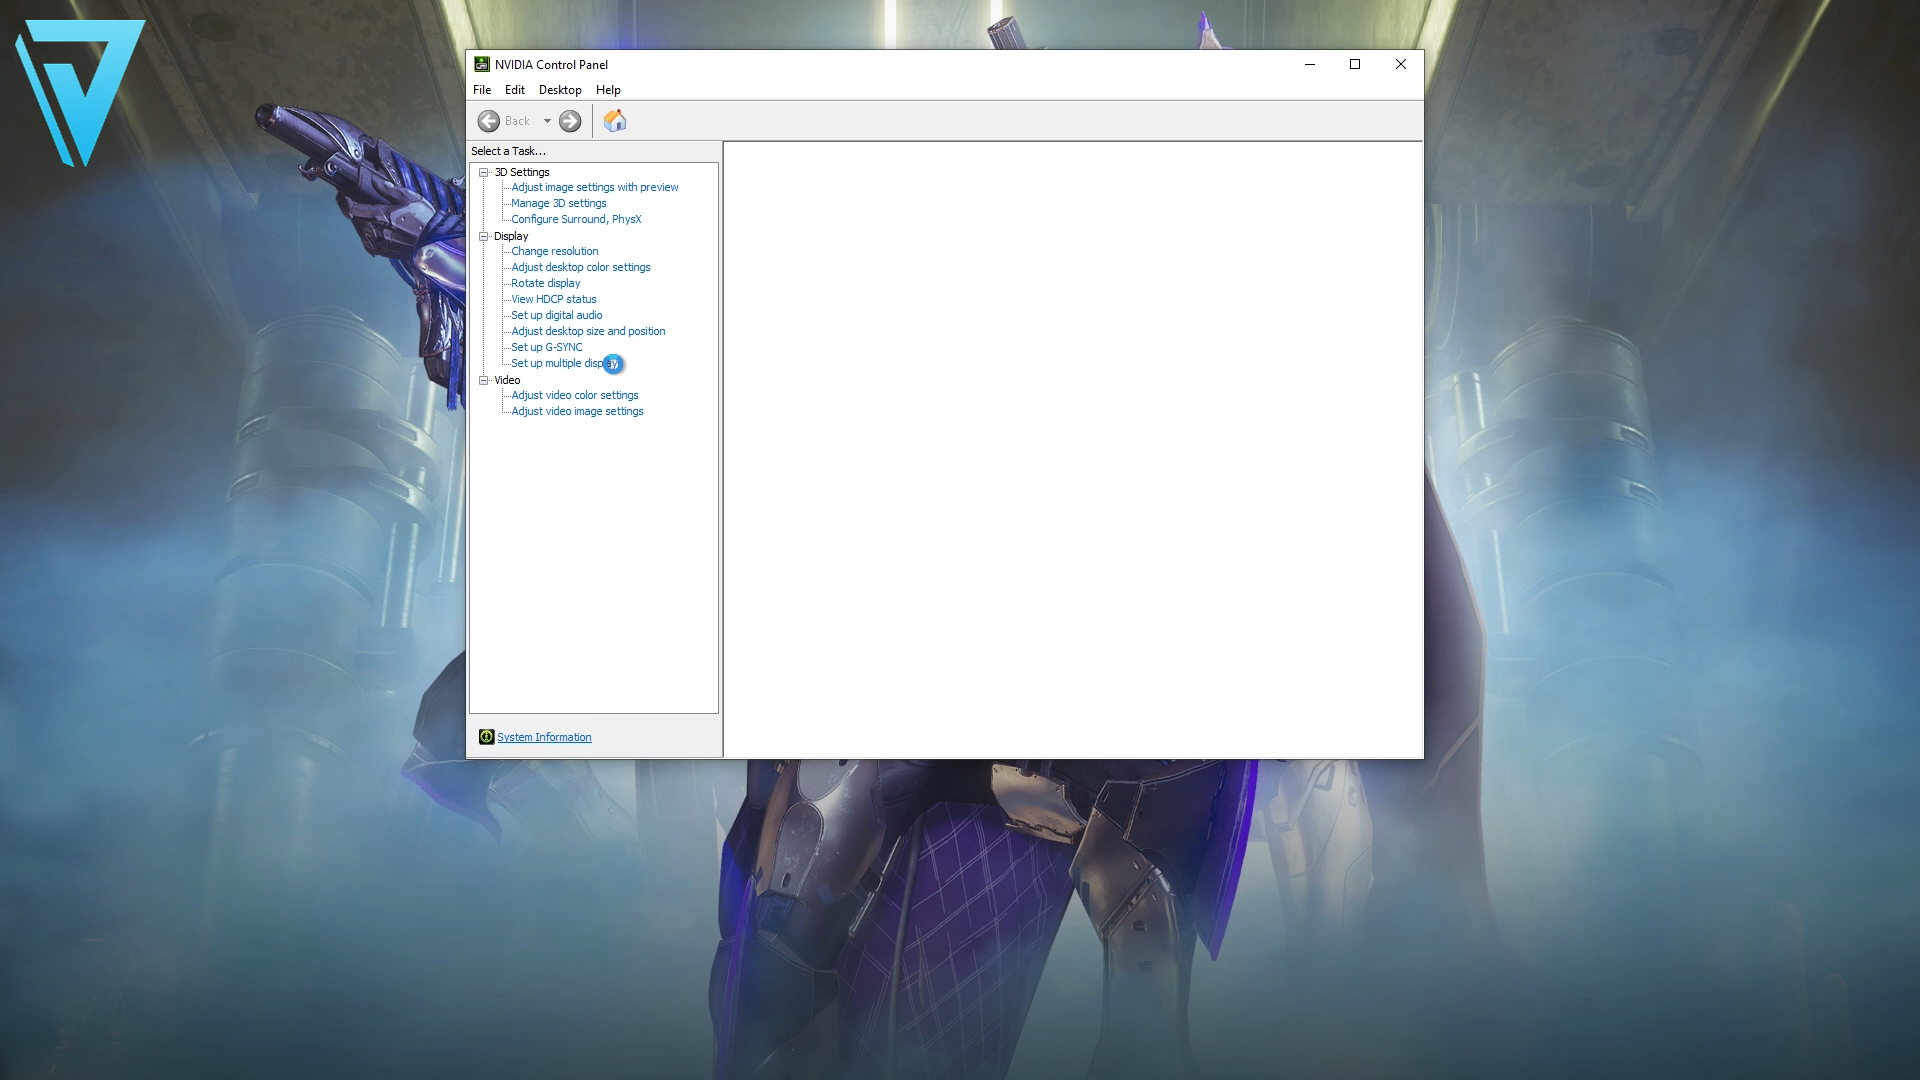 NVIDIA Control Panel
File Edit Desktop Help
Back
Select a Task...
3D Settings
Adjust image settings with preview
Manage 3D settings
Configure Surround, PhysX
Display
Change resolution
Adjust desktop color settings
Rotate display
View HDCP status
Set up digital audio
Adjust desktop size and position
Set up G-SYNC
Set up multiple display
Video
Adjust video color settings
Adjust video image settings
System Information